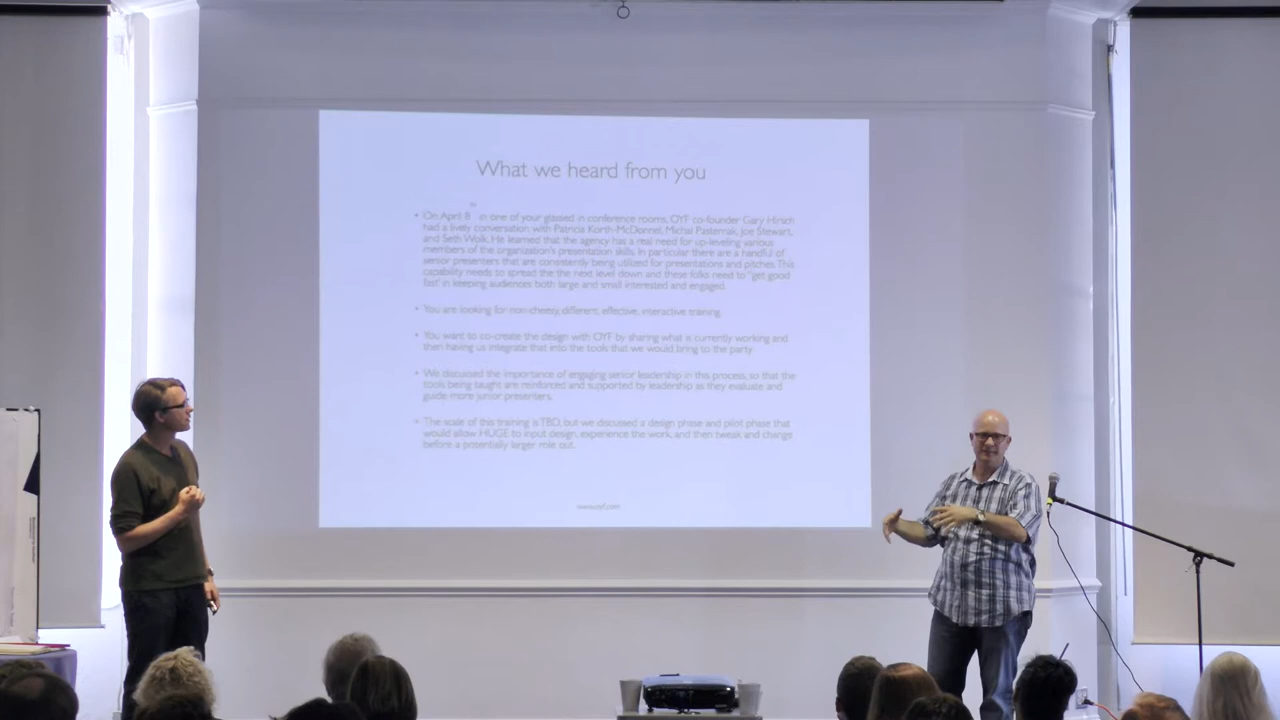 What we heard from you
• On April 8th in one of your glassed in conference rooms, OYF co-founder Gary Hirsch
had a lively conversation with Patricia Korth-McDonnell, Michal Pasternak, Joe Stewart,
and Seth Wolk. He learned that the agency has a real need for up-leveling various
members of the organization's presentation skills. In particular there are a handful of
senior presenters that are consistently being utilized for presentations and pitches. This
capability needs to spread the the next level down and these folks need to "get good
fast" in keeping audiences both large and small interested and engaged.
• You are looking for non-cheesy, different, effective, interactive training.
• You want to co-create the design with OYF by sharing what is currently working and
then having us integrate that into the tools that we would bring to the party.
• We discussed the importance of engaging senior leadership in this process, so that the
tools being taught are reinforced and supported by leadership as they evaluate and
guide more junior presenters.
• The scale of this training is TBD, but we discussed a design phase and pilot phase that
would allow HUGE to input design, experience the work, and then tweak and change
before a potentially larger role out.
www.oyf.com